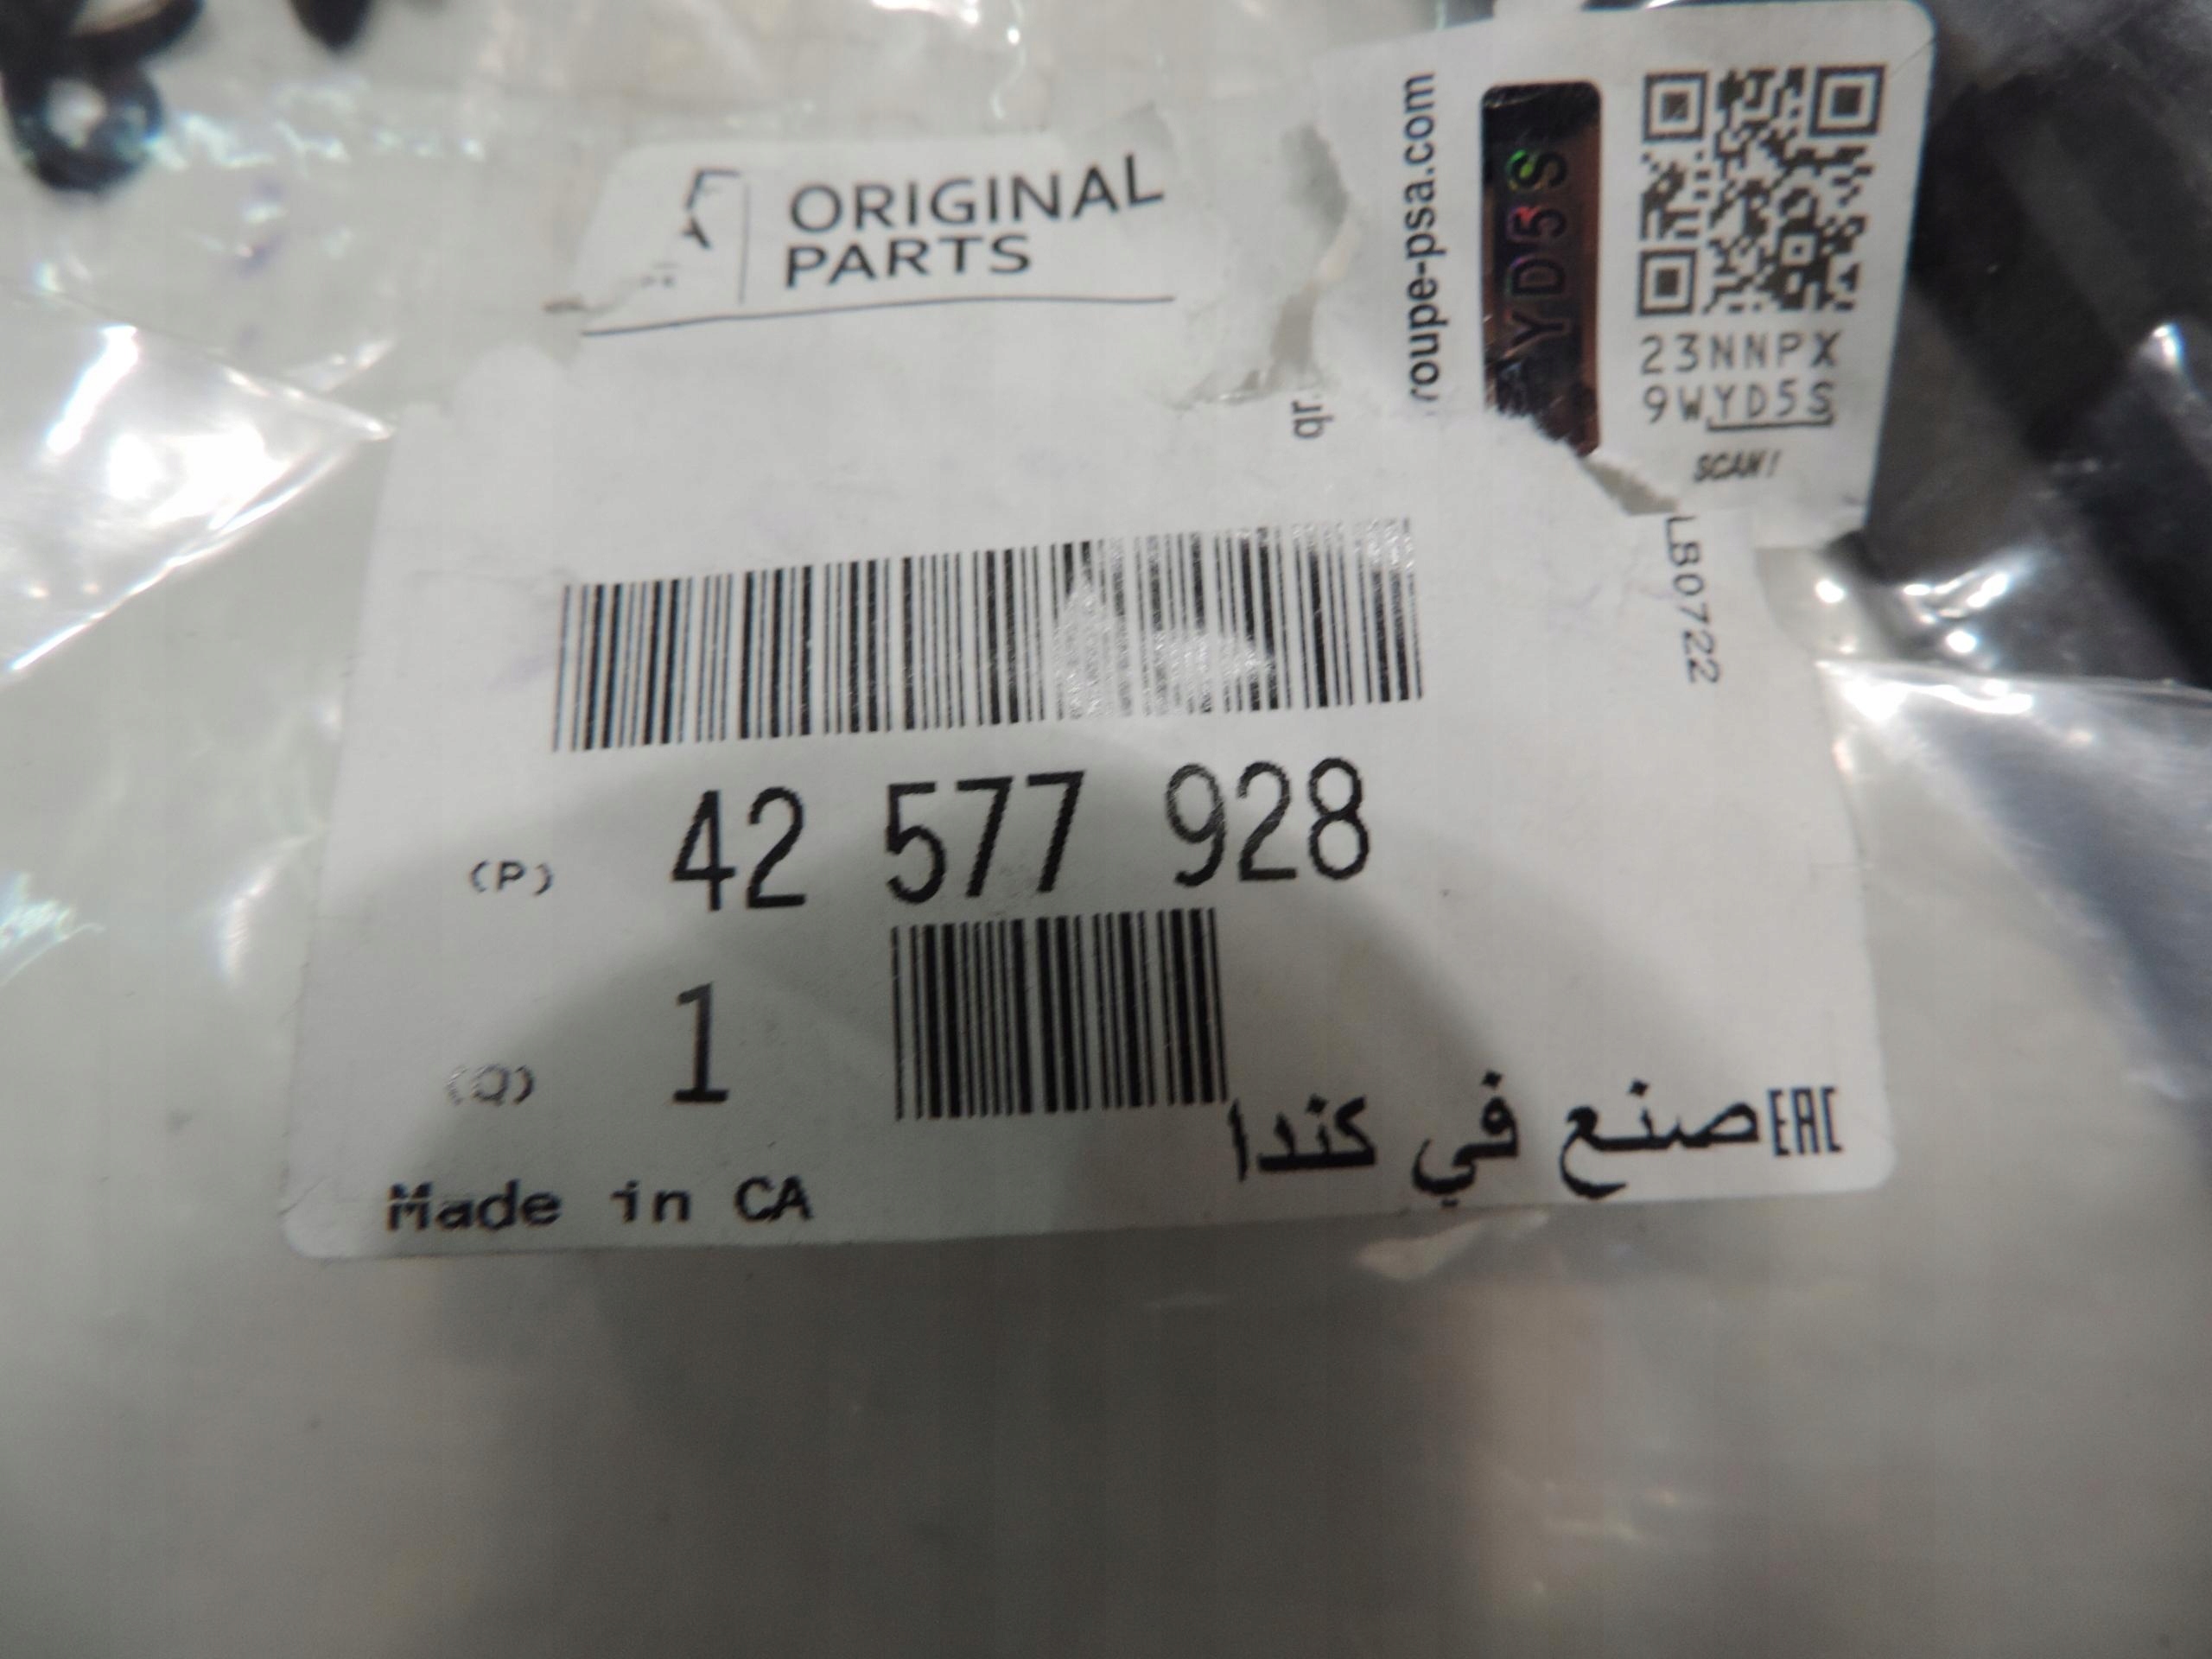 ORIGINAL
PARTS
qr.
roupe-psa.com
YD5S
23NNPX
9WYD5S
SCAN!
LB0722
(P) 42 577 928
(Q) 1
Made in CA
صنع في كندا EAC